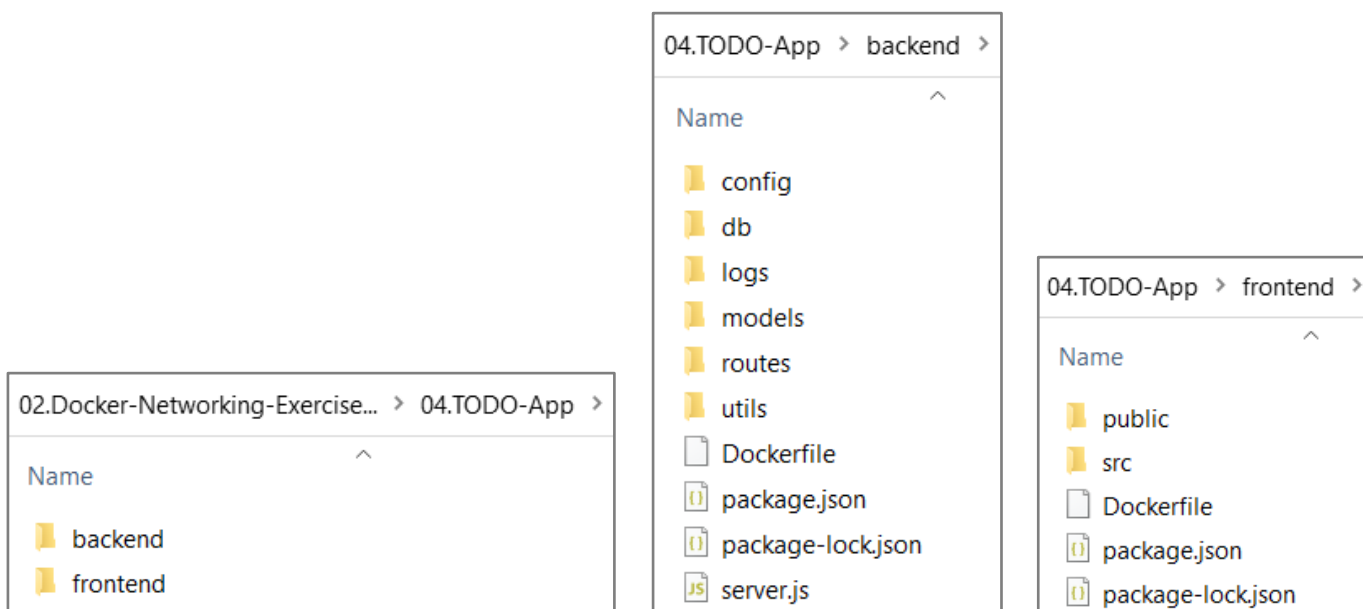 02.Docker-Networking-Exercise... > 04.TODO-App >
Name
backend
frontend
04.TODO-App > backend >
Name
config
db
logs
models
routes
utils
Dockerfile
package.json
package-lock.json
server.js
04.TODO-App > frontend >
Name
public
src
Dockerfile
package.json
package-lock.json